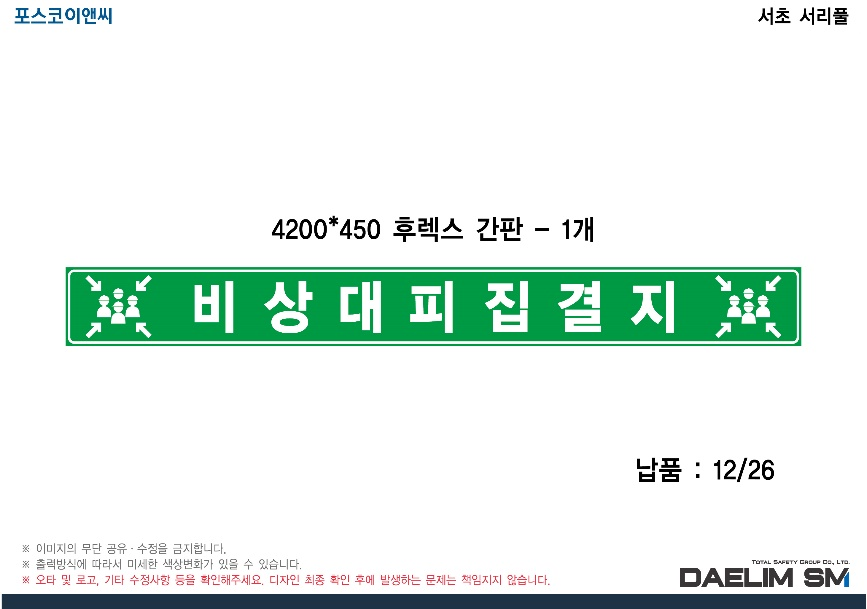 포스코이앤씨
서초 서리풀
4200*450 후렉스 간판 - 1개
비상대피집결지
납품 : 12/26
※ 이미지의 무단 공유·수정을 금지합니다.
※ 출력방식에 따라서 미세한 색상변화가 있을 수 있습니다.
※ 오타 및 로고, 기타 수정사항 등을 확인해주세요. 디자인 최종 확인 후에 발생하는 문제는 책임지지 않습니다.
TOTAL SAFETY GROUP CO., LTD.
DAELIM SM